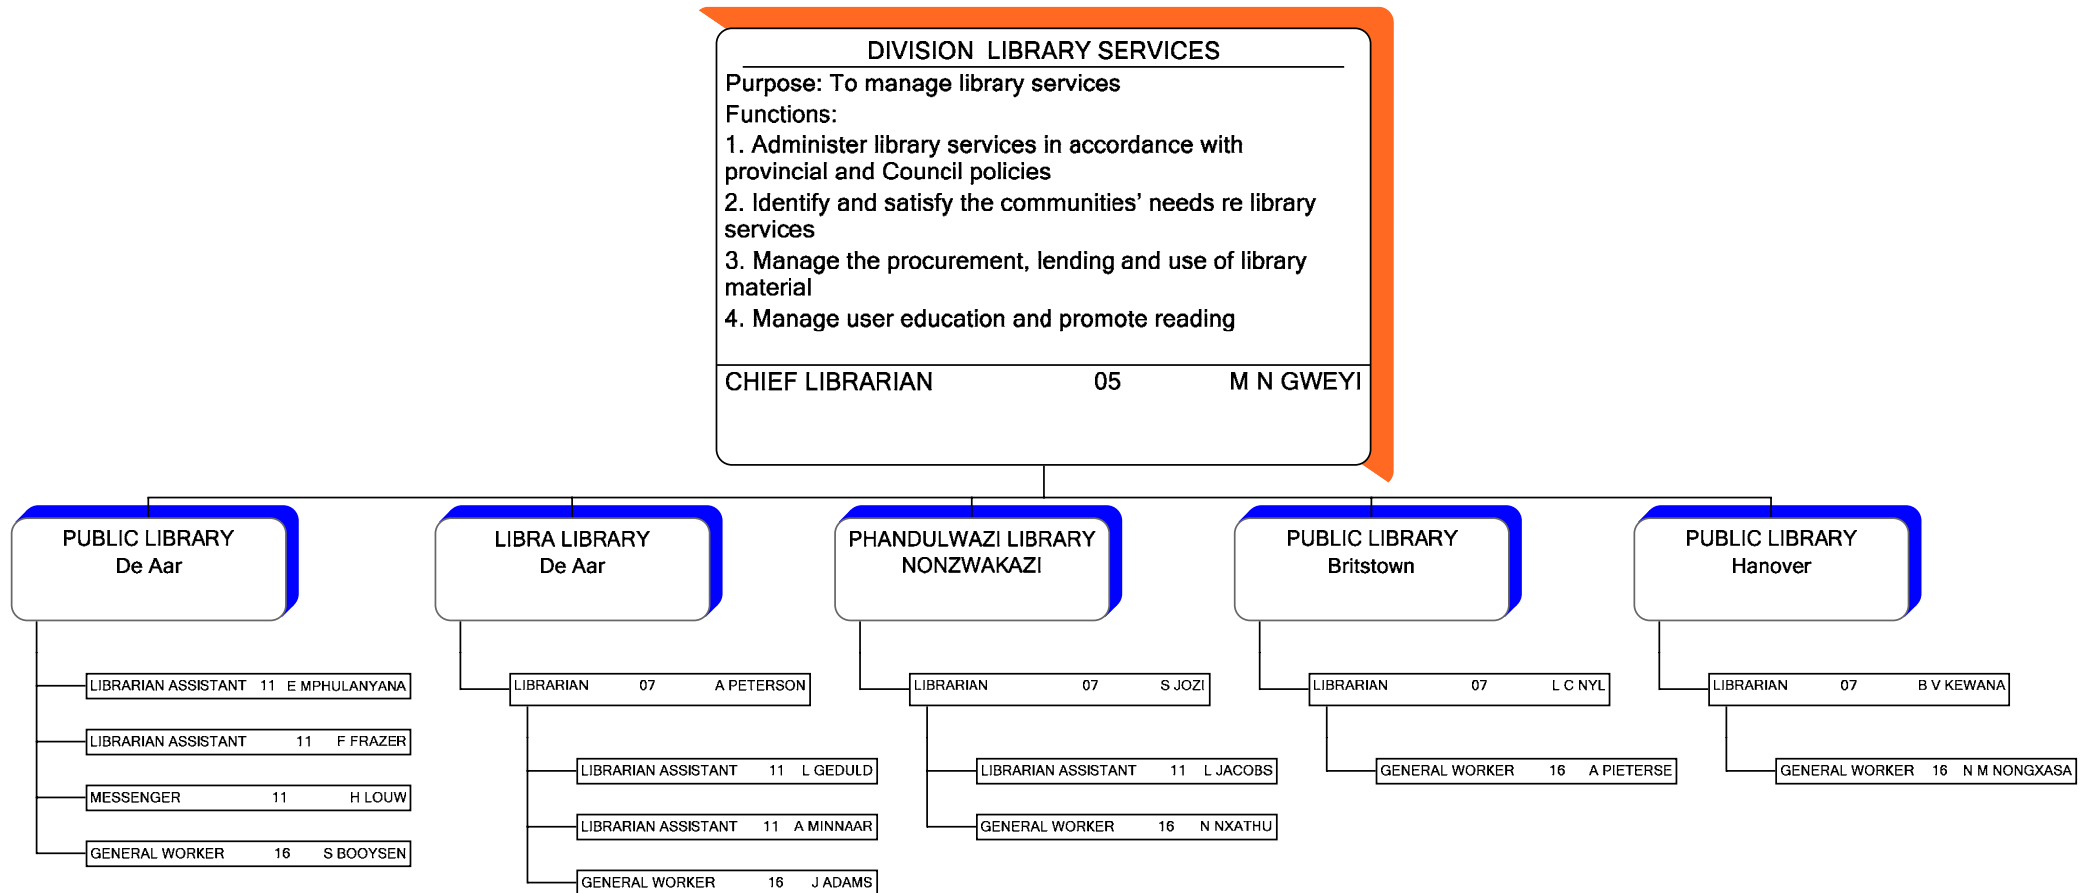 DIVISION LIBRARY SERVICES
Purpose: To manage library services
Functions:
1. Administer library services in accordance with
provincial and Council policies
2. Identify and satisfy the communities’ needs re library
services
3. Manage the procurement, lending and use of library
material
4. Manage user education and promote reading
CHIEF LIBRARIAN 05 M N GWEYI
PUBLIC LIBRARY
De Aar
LIBRARIAN ASSISTANT 11 E MPHULANYANA
LIBRARIAN ASSISTANT 11 F FRAZER
MESSENGER 11 H LOUW
GENERAL WORKER 16 S BOOYSEN
LIBRA LIBRARY
De Aar
LIBRARIAN 07 A PETERSON
LIBRARIAN ASSISTANT 11 L GEDULD
LIBRARIAN ASSISTANT 11 A MINNAAR
GENERAL WORKER 16 J ADAMS
PHANDULWAZI LIBRARY
NONZWAKAZI
LIBRARIAN 07 S JOZI
LIBRARIAN ASSISTANT 11 L JACOBS
GENERAL WORKER 16 N NXATHU
PUBLIC LIBRARY
Britstown
LIBRARIAN 07 L C NYL
GENERAL WORKER 16 A PIETERSE
PUBLIC LIBRARY
Hanover
LIBRARIAN 07 B V KEWANA
GENERAL WORKER 16 N M NONGXASA